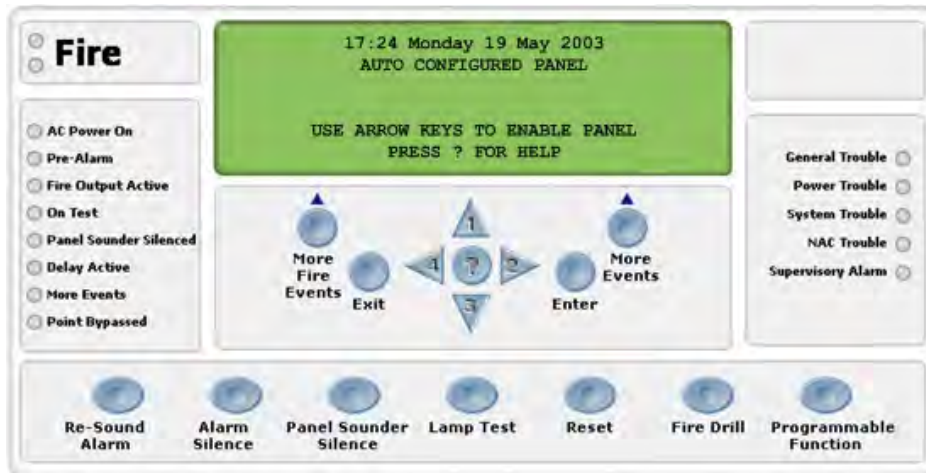 Fire
17:24 Monday 19 May 2003
AUTO CONFIGURED PANEL
USE ARROW KEYS TO ENABLE PANEL
PRESS ? FOR HELP
AC Power On
Pre-Alarm
Fire Output Active
On Test
Panel Sounder Silenced
Delay Active
More Events
Point Bypassed
More
Fire
Events
Exit
1
4
?
2
3
Enter
More
Events
General Trouble
Power Trouble
System Trouble
NAC Trouble
Supervisory Alarm
Re-Sound
Alarm
Alarm
Silence
Panel Sounder
Silence
Lamp Test
Reset
Fire Drill
Programmable
Function